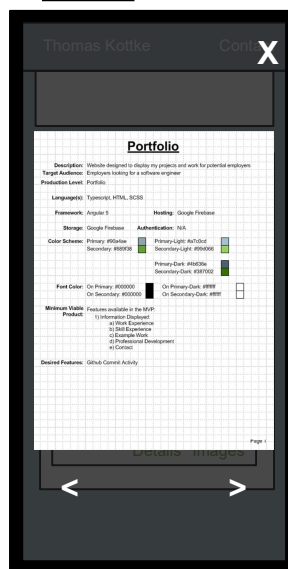 Thomas Kottke Conta
X
Portfolio
Description: Website designed to display my projects and work for potential employers
Target Audience: Employers looking for a software engineer
Production Level: Portfolio
Language(s): Typescript, HTML, SCSS
Framework: Angular 5 Hosting: Google Firebase
Storage: Google Firebase Authentication: N/A
Color Scheme: Primary: #90a4ae Primary-Light: #a7c0cd
Secondary: #689f38 Secondary-Light: #99d066
Primary-Dark: #4b636e
Secondary-Dark: #387002
Font Color: On Primary: #000000 On Primary-Dark: #ffffff
On Secondary: #000000 On Secondary-Dark: #ffffff
Minimum Viable Features available in the MVP:
Product: 1) Information Displayed:
a) Work Experience
b) Skill Experience
c) Example Work
d) Professional Development
e) Contact
Desired Features: Github Commit Activity
Page
Details Images
< >